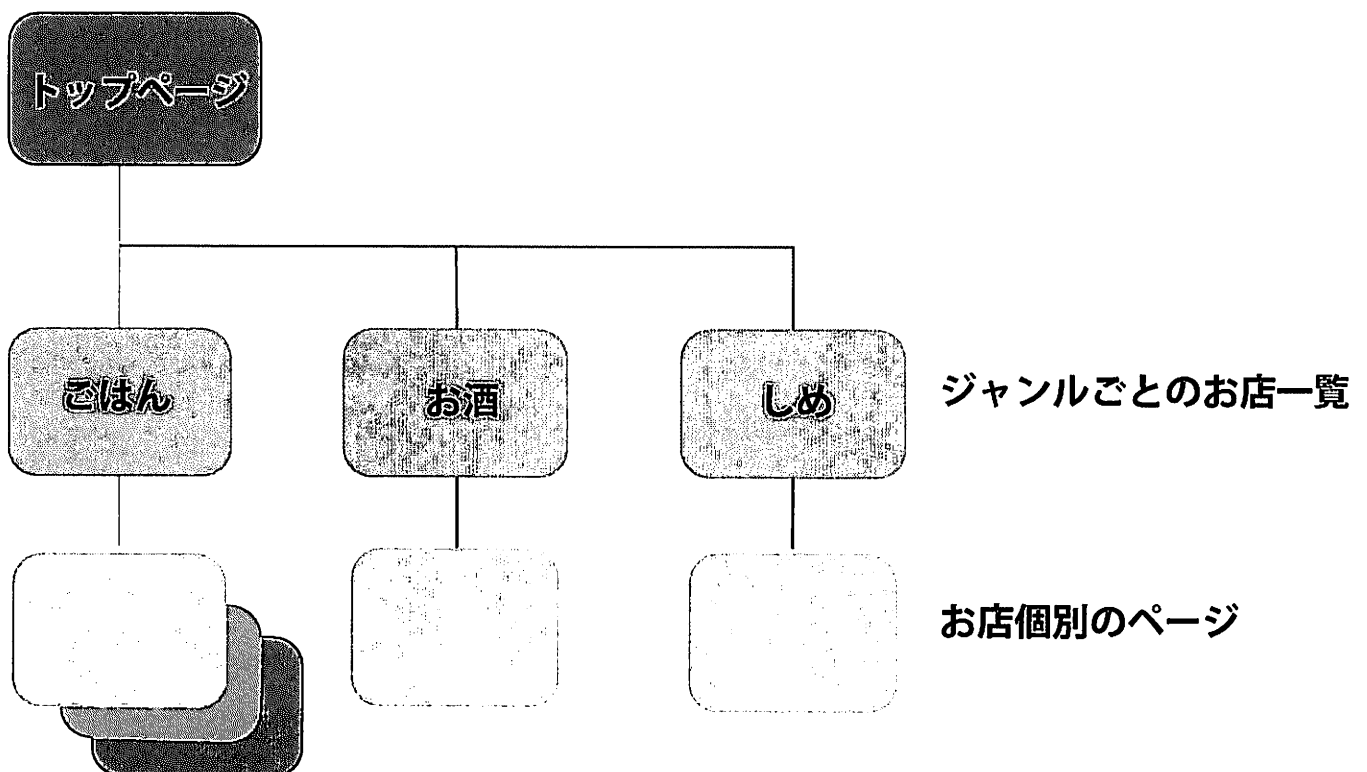 トップページ
ごはん
お酒
しめ
ジャンルごとのお店一覧
お店個別のページ